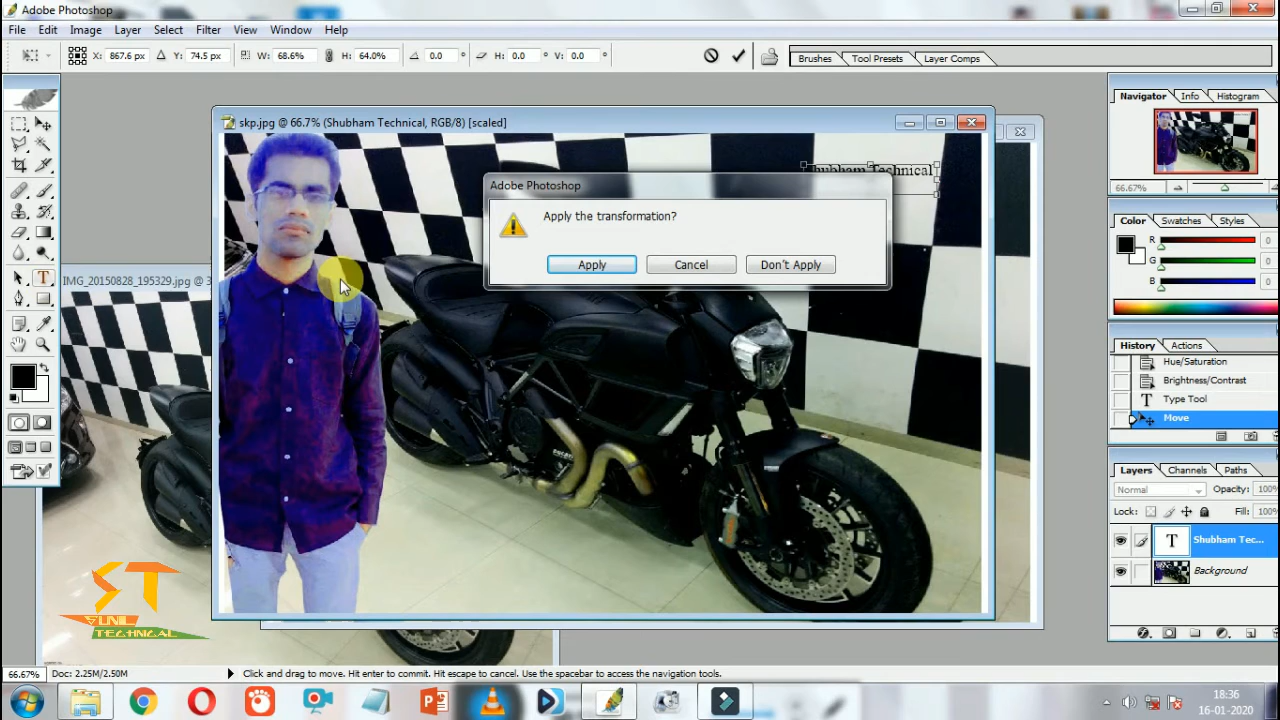 Adobe Photoshop
File Edit Image Layer Select Filter View Window Help
X: 867.6 px Y: 74.5 px W: 68.6% H: 64.0% 0.0 ° H: 0.0 ° V: 0.0 °
Brushes Tool Presets Layer Comps
skp.jpg @ 66.7% (Shubham Technical, RGB/8) [scaled]
Shubham Technical
Adobe Photoshop
Apply the transformation?
Apply Cancel Don't Apply
IMG_20150828_195329.jpg @ 3
Navigator Info Histogram
66.67%
Color Swatches Styles
R 0
G 0
B 0
History Actions
Hue/Saturation
Brightness/Contrast
T Type Tool
Move
Layers Channels Paths
Normal Opacity: 100%
Lock: Fill: 100%
T Shubham Tec...
Background
ST
SUNIL
TECHNICAL
66.67% Doc: 2.25M/2.50M Click and drag to move. Hit enter to commit. Hit escape to cancel. Use the spacebar to access the navigation tools.
18:36
16-01-2020